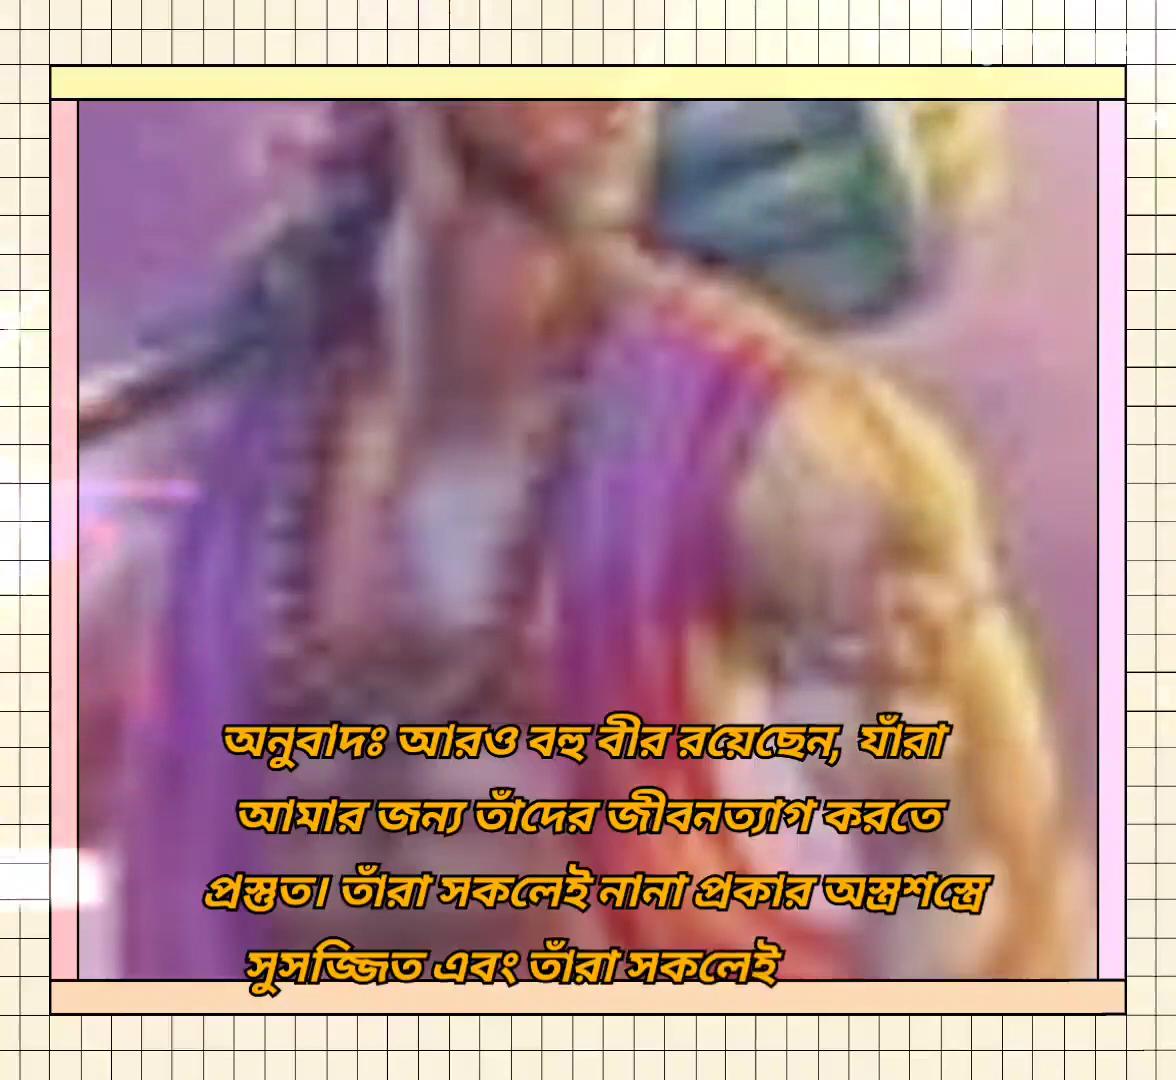 অনুবাদঃ আরও বহু বীর রয়েছেন, যাঁরা
আমার জন্য তাঁদের জীবনত্যাগ করতে
প্রস্তুত। তাঁরা সকলেই নানা প্রকার অস্ত্রশস্ত্রে
সুসজ্জিত এবং তাঁরা সকলেই